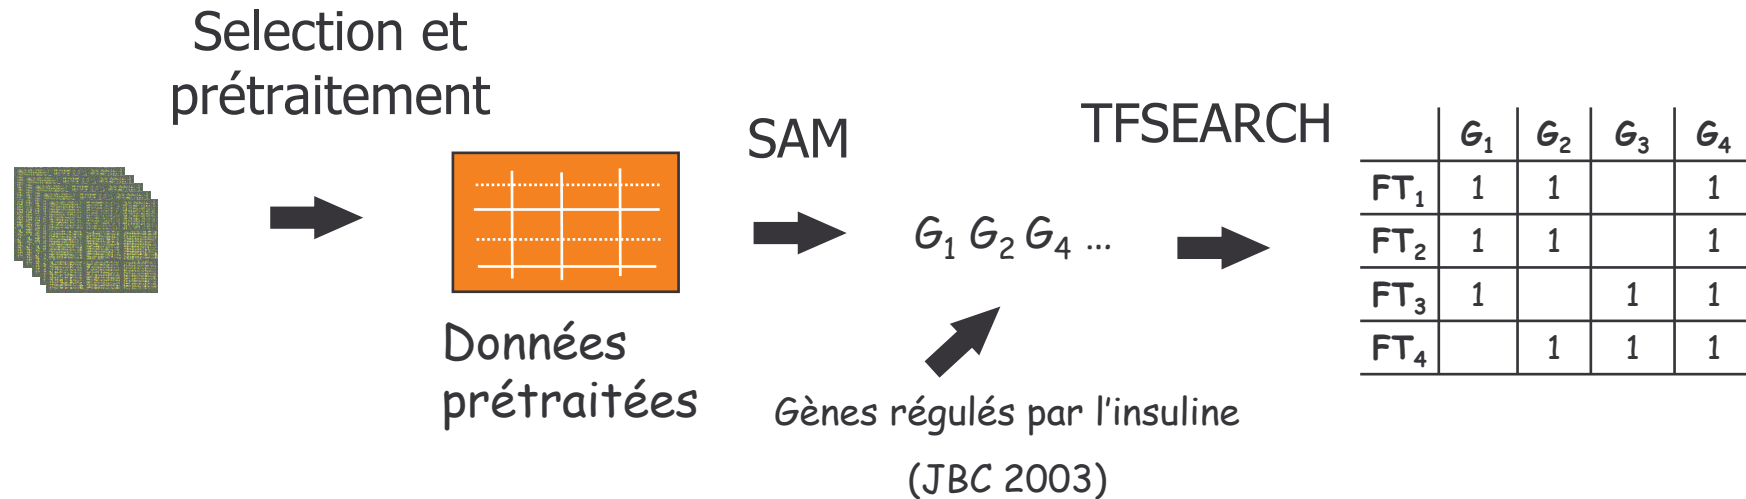 Selection et
prétraitement
SAM
TFSEARCH
Données
prétraitées
G1 G2 G4 ...
Gènes régulés par l'insuline
(JBC 2003)
G1 G2 G3 G4
FT1 1 1 1
FT2 1 1 1
FT3 1 1 1
FT4 1 1 1